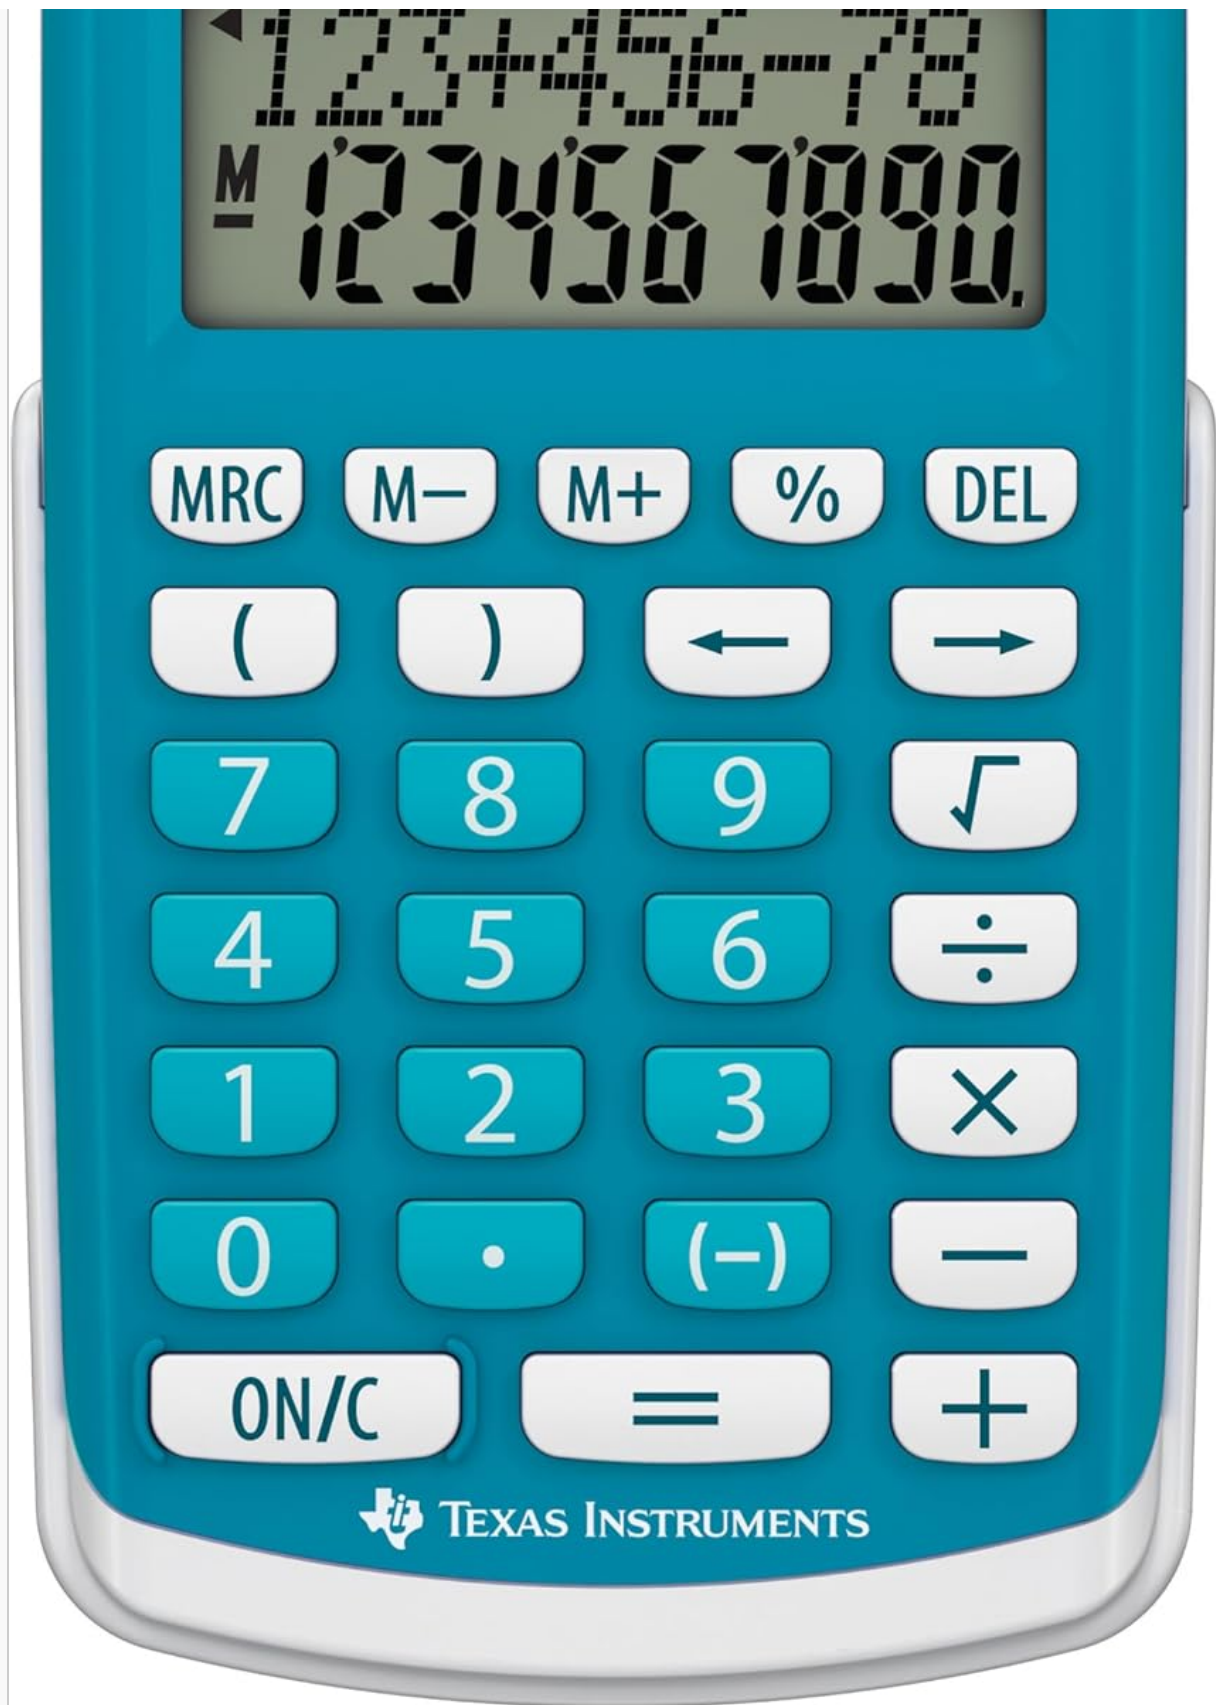 123+456-78
M 1'234'567'890.
MRC M− M+ % DEL
( ) ← →
7 8 9 √
4 5 6 ÷
1 2 3 ×
0 . (−) −
ON/C = +
TEXAS INSTRUMENTS